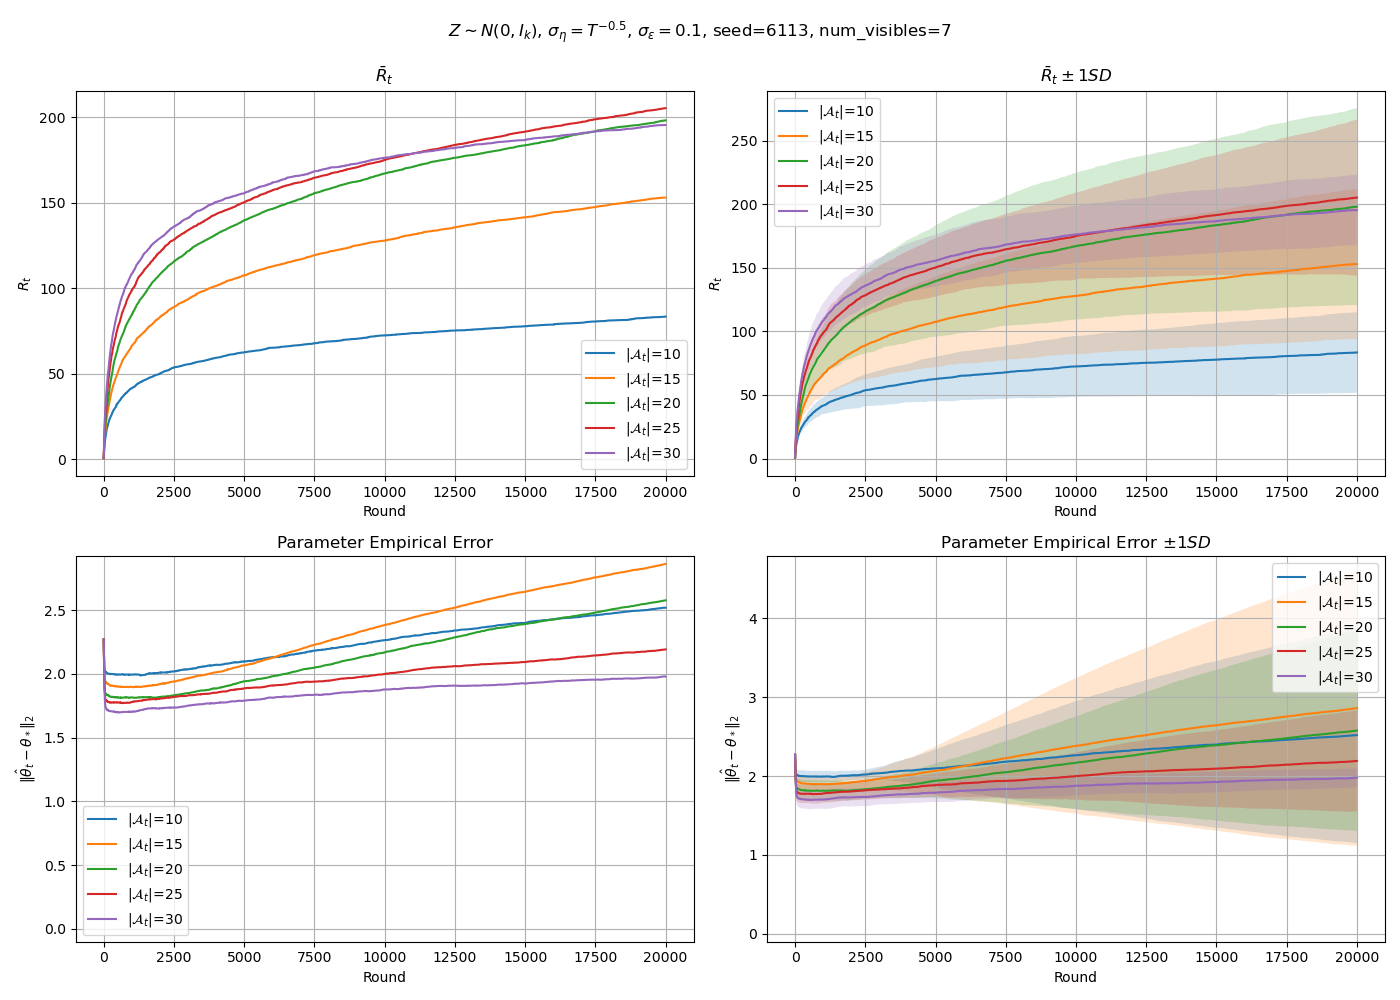 Z ∼ N(0, I_k), σ_η = T^{−0.5}, σ_ε = 0.1, seed=6113, num_visibles=7
R̄_t
R_t
200
150
100
50
0
|𝒜_t|=10
|𝒜_t|=15
|𝒜_t|=20
|𝒜_t|=25
|𝒜_t|=30
0 2500 5000 7500 10000 12500 15000 17500 20000
Round
R̄_t ± 1SD
R_t
250
200
150
100
50
0
|𝒜_t|=10
|𝒜_t|=15
|𝒜_t|=20
|𝒜_t|=25
|𝒜_t|=30
0 2500 5000 7500 10000 12500 15000 17500 20000
Round
Parameter Empirical Error
‖θ̂_t − θ_*‖_2
2.5
2.0
1.5
1.0
0.5
0.0
|𝒜_t|=10
|𝒜_t|=15
|𝒜_t|=20
|𝒜_t|=25
|𝒜_t|=30
0 2500 5000 7500 10000 12500 15000 17500 20000
Round
Parameter Empirical Error ±1SD
‖θ̂_t − θ_*‖_2
4
3
2
1
0
|𝒜_t|=10
|𝒜_t|=15
|𝒜_t|=20
|𝒜_t|=25
|𝒜_t|=30
0 2500 5000 7500 10000 12500 15000 17500 20000
Round